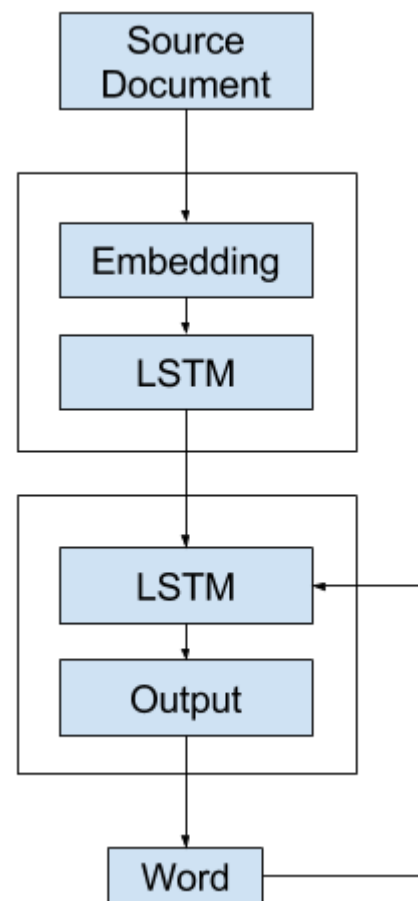 Source
Document
Embedding
LSTM
LSTM
Output
Word